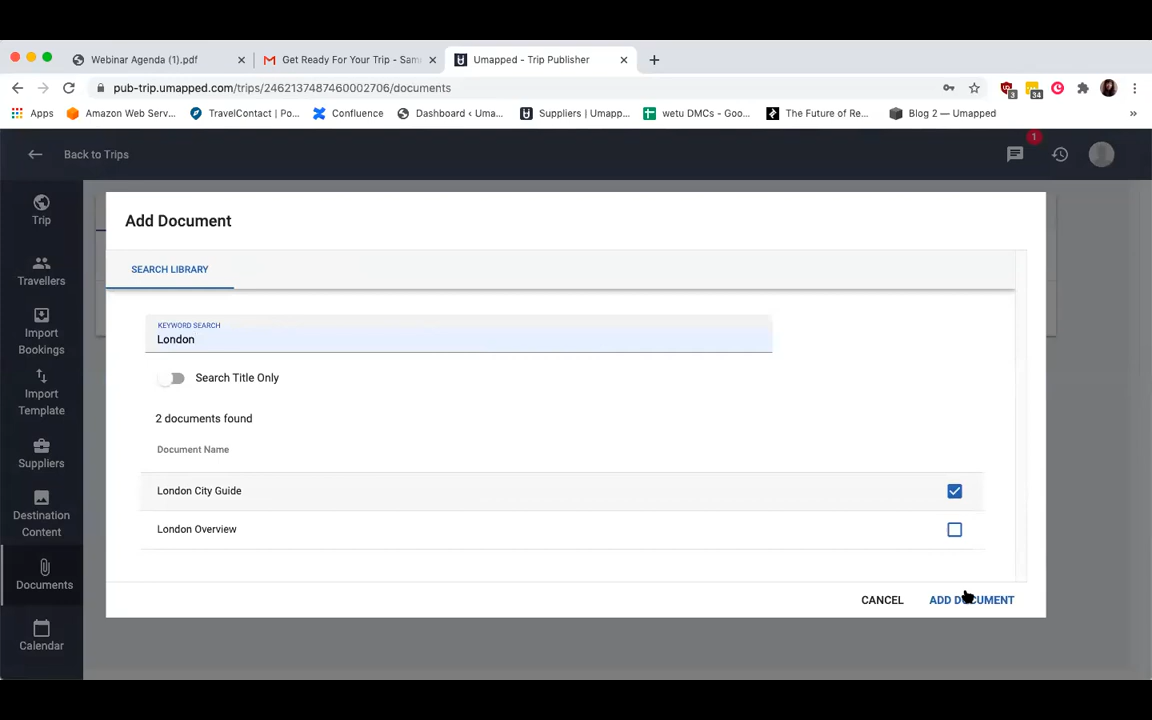 Webinar Agenda (1).pdf
Get Ready For Your Trip - Sam
Umapped - Trip Publisher
pub-trip.umapped.com/trips/2462137487460002706/documents
3
34
Apps
Amazon Web Serv...
TravelContact | Po...
Confluence
Dashboard ‹ Uma...
Suppliers | Umapp...
wetu DMCs - Goo...
The Future of Re...
Blog 2 — Umapped
»
Back to Trips
1
Trip
Travellers
Import
Bookings
Import
Template
Suppliers
Destination
Content
Documents
Calendar
Add Document
SEARCH LIBRARY
KEYWORD SEARCH
London
Search Title Only
2 documents found
Document Name
London City Guide
London Overview
CANCEL
ADD DOCUMENT